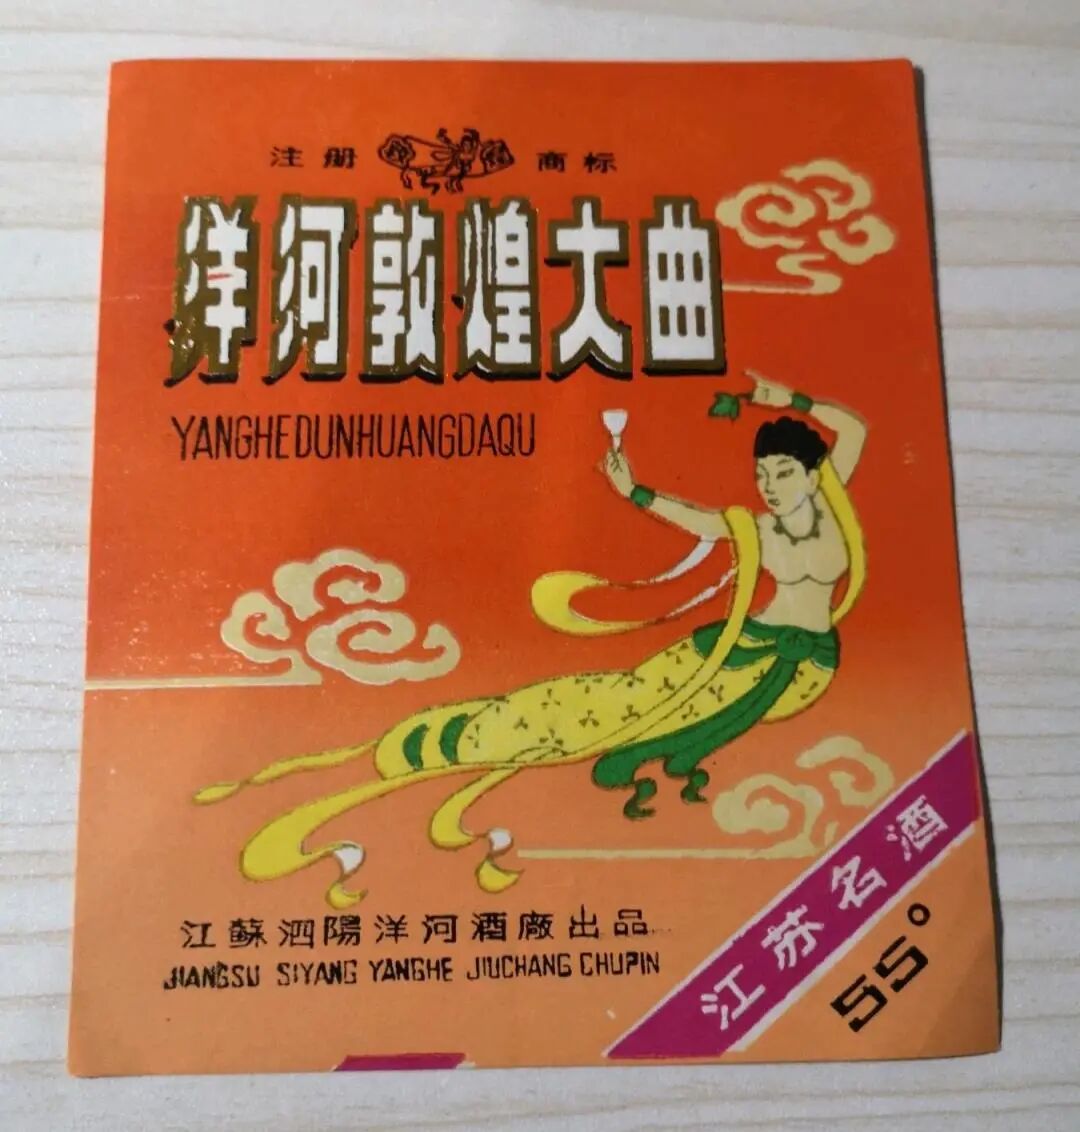 注册 商标
洋河敦煌大曲
YANGHEDUNHUANGDAQU
江蘇泗陽洋河酒廠出品
JIANGSU SIYANG YANGHE JIUCHANG CHUPIN
江苏名酒
55°